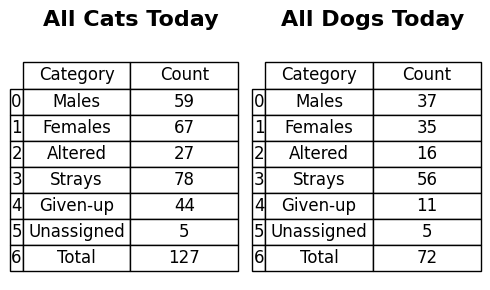 All Cats Today
Category Count
0 Males 59
1 Females 67
2 Altered 27
3 Strays 78
4 Given-up 44
5 Unassigned 5
6 Total 127
All Dogs Today
Category Count
0 Males 37
1 Females 35
2 Altered 16
3 Strays 56
4 Given-up 11
5 Unassigned 5
6 Total 72